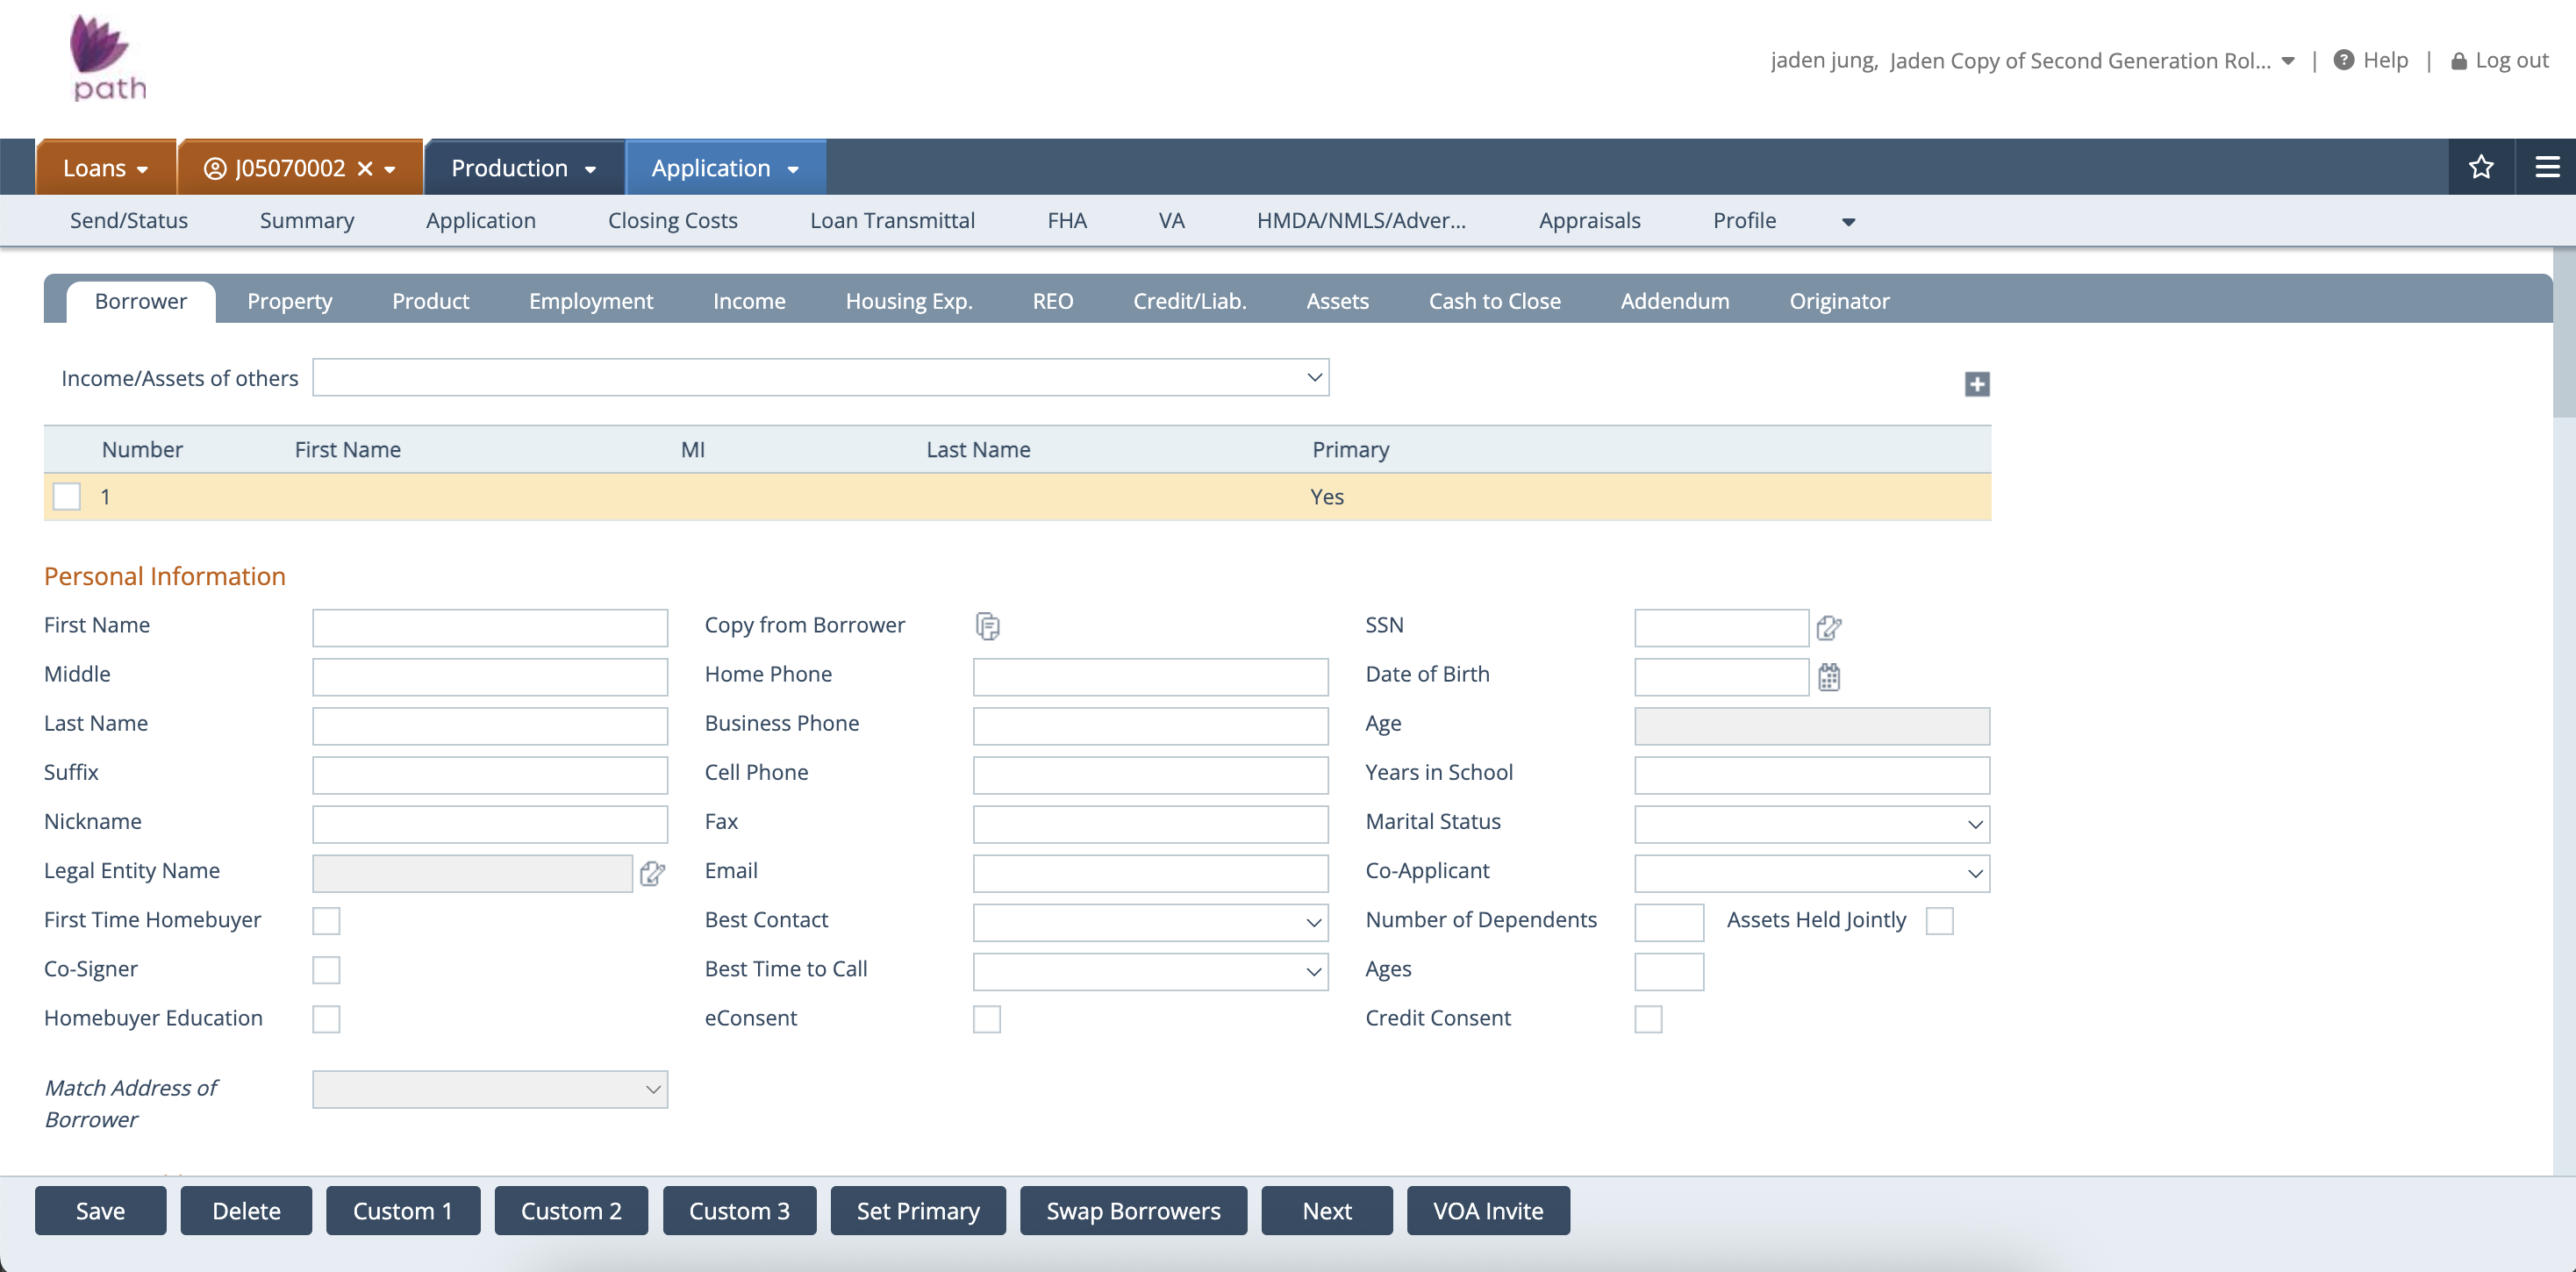 path
jaden jung, Jaden Copy of Second Generation Rol... | Help | Log out
Loans J05070002 Production Application
Send/Status Summary Application Closing Costs Loan Transmittal FHA VA HMDA/NMLS/Adver... Appraisals Profile
Borrower Property Product Employment Income Housing Exp. REO Credit/Liab. Assets Cash to Close Addendum Originator
Income/Assets of others
Number First Name MI Last Name Primary
1 Yes
Personal Information
First Name Copy from Borrower SSN
Middle Home Phone Date of Birth
Last Name Business Phone Age
Suffix Cell Phone Years in School
Nickname Fax Marital Status
Legal Entity Name Email Co-Applicant
First Time Homebuyer Best Contact Number of Dependents Assets Held Jointly
Co-Signer Best Time to Call Ages
Homebuyer Education eConsent Credit Consent
Match Address of
Borrower
Save Delete Custom 1 Custom 2 Custom 3 Set Primary Swap Borrowers Next VOA Invite